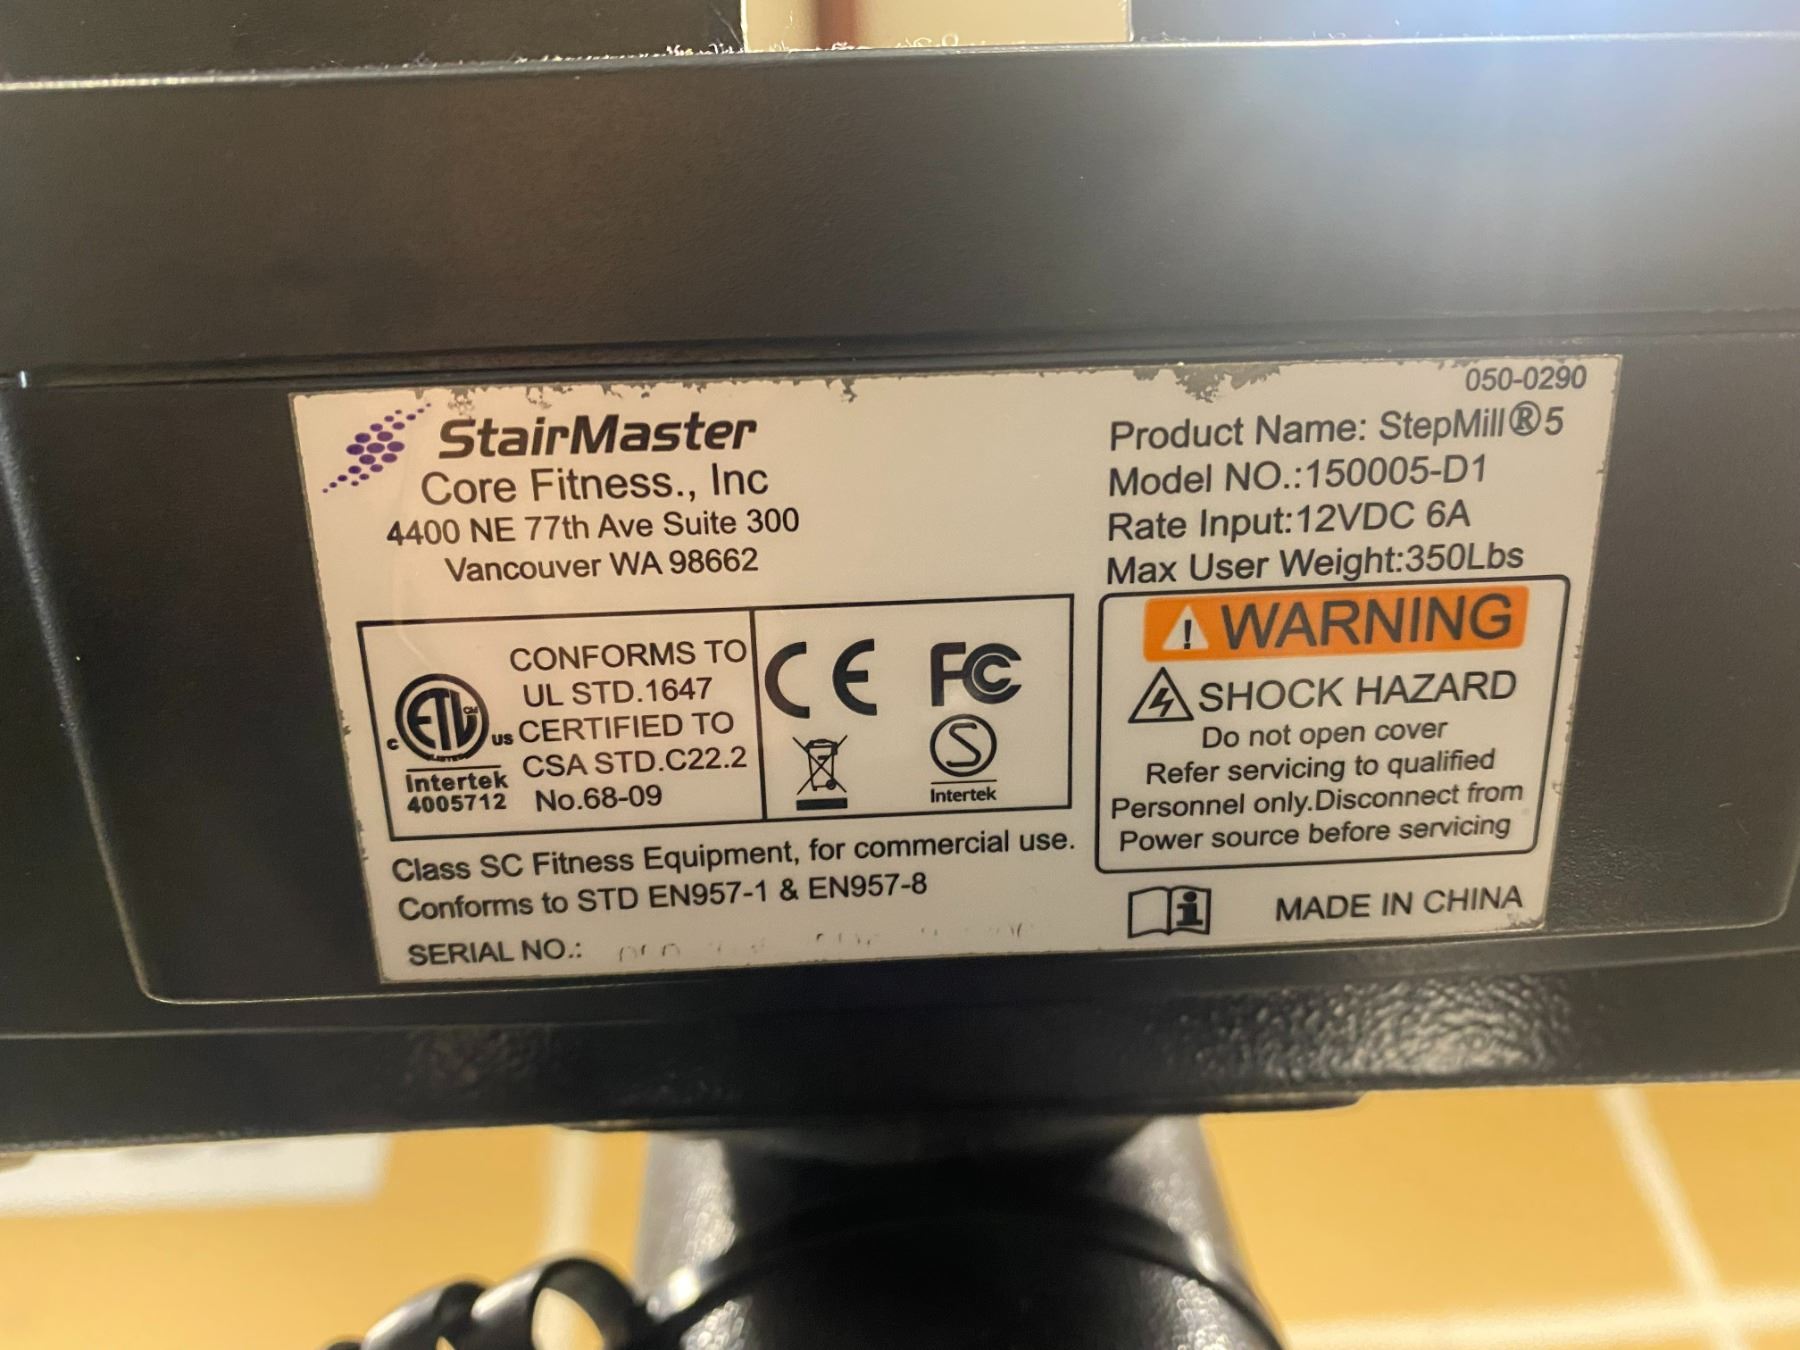 StairMaster
Core Fitness., Inc
4400 NE 77th Ave Suite 300
Vancouver WA 98662
050-0290
Product Name: StepMill®5
Model NO.:150005-D1
Rate Input:12VDC 6A
Max User Weight:350Lbs
c ETL CM us
Intertek
4005712
CONFORMS TO
UL STD.1647
CERTIFIED TO
CSA STD.C22.2
No.68-09
CE FC
S
Intertek
WARNING
SHOCK HAZARD
Do not open cover
Refer servicing to qualified
Personnel only.Disconnect from
Power source before servicing
Class SC Fitness Equipment, for commercial use.
Conforms to STD EN957-1 & EN957-8
SERIAL NO.:
MADE IN CHINA